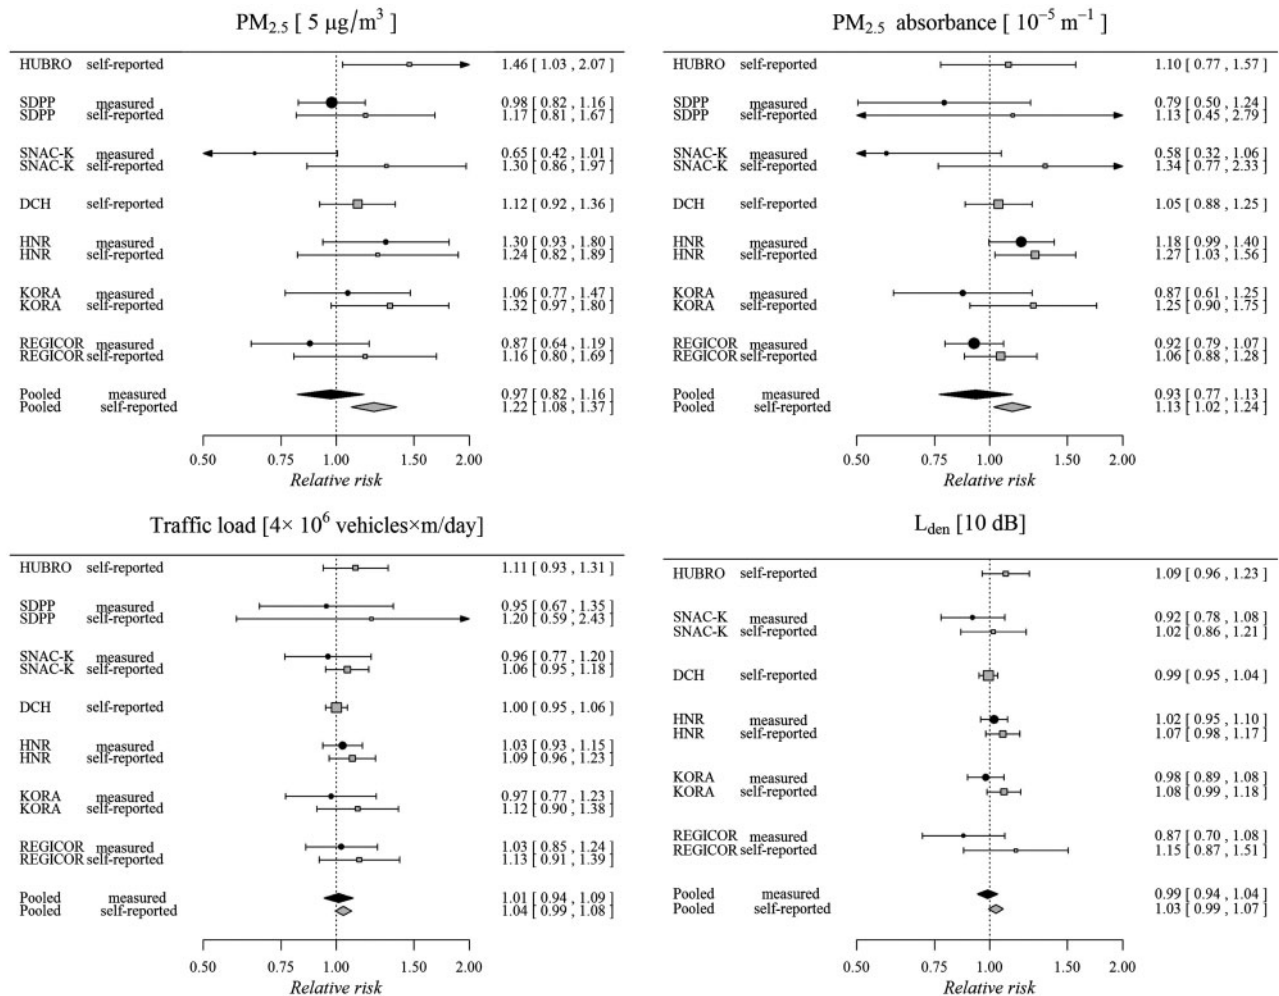 PM2.5 [ 5 µg/m³ ]
HUBRO self-reported 1.46 [ 1.03 , 2.07 ]
SDPP measured 0.98 [ 0.82 , 1.16 ]
SDPP self-reported 1.17 [ 0.81 , 1.67 ]
SNAC-K measured 0.65 [ 0.42 , 1.01 ]
SNAC-K self-reported 1.30 [ 0.86 , 1.97 ]
DCH self-reported 1.12 [ 0.92 , 1.36 ]
HNR measured 1.30 [ 0.93 , 1.80 ]
HNR self-reported 1.24 [ 0.82 , 1.89 ]
KORA measured 1.06 [ 0.77 , 1.47 ]
KORA self-reported 1.32 [ 0.97 , 1.80 ]
REGICOR measured 0.87 [ 0.64 , 1.19 ]
REGICOR self-reported 1.16 [ 0.80 , 1.69 ]
Pooled measured 0.97 [ 0.82 , 1.16 ]
Pooled self-reported 1.22 [ 1.08 , 1.37 ]
0.50 0.75 1.00 1.50 2.00
Relative risk
PM2.5 absorbance [ 10⁻⁵ m⁻¹ ]
HUBRO self-reported 1.10 [ 0.77 , 1.57 ]
SDPP measured 0.79 [ 0.50 , 1.24 ]
SDPP self-reported 1.13 [ 0.45 , 2.79 ]
SNAC-K measured 0.58 [ 0.32 , 1.06 ]
SNAC-K self-reported 1.34 [ 0.77 , 2.33 ]
DCH self-reported 1.05 [ 0.88 , 1.25 ]
HNR measured 1.18 [ 0.99 , 1.40 ]
HNR self-reported 1.27 [ 1.03 , 1.56 ]
KORA measured 0.87 [ 0.61 , 1.25 ]
KORA self-reported 1.25 [ 0.90 , 1.75 ]
REGICOR measured 0.92 [ 0.79 , 1.07 ]
REGICOR self-reported 1.06 [ 0.88 , 1.28 ]
Pooled measured 0.93 [ 0.77 , 1.13 ]
Pooled self-reported 1.13 [ 1.02 , 1.24 ]
0.50 0.75 1.00 1.50 2.00
Relative risk
Traffic load [4× 10⁶ vehicles×m/day]
HUBRO self-reported 1.11 [ 0.93 , 1.31 ]
SDPP measured 0.95 [ 0.67 , 1.35 ]
SDPP self-reported 1.20 [ 0.59 , 2.43 ]
SNAC-K measured 0.96 [ 0.77 , 1.20 ]
SNAC-K self-reported 1.06 [ 0.95 , 1.18 ]
DCH self-reported 1.00 [ 0.95 , 1.06 ]
HNR measured 1.03 [ 0.93 , 1.15 ]
HNR self-reported 1.09 [ 0.96 , 1.23 ]
KORA measured 0.97 [ 0.77 , 1.23 ]
KORA self-reported 1.12 [ 0.90 , 1.38 ]
REGICOR measured 1.03 [ 0.85 , 1.24 ]
REGICOR self-reported 1.13 [ 0.91 , 1.39 ]
Pooled measured 1.01 [ 0.94 , 1.09 ]
Pooled self-reported 1.04 [ 0.99 , 1.08 ]
0.50 0.75 1.00 1.50 2.00
Relative risk
Lden [10 dB]
HUBRO self-reported 1.09 [ 0.96 , 1.23 ]
SNAC-K measured 0.92 [ 0.78 , 1.08 ]
SNAC-K self-reported 1.02 [ 0.86 , 1.21 ]
DCH self-reported 0.99 [ 0.95 , 1.04 ]
HNR measured 1.02 [ 0.95 , 1.10 ]
HNR self-reported 1.07 [ 0.98 , 1.17 ]
KORA measured 0.98 [ 0.89 , 1.08 ]
KORA self-reported 1.08 [ 0.99 , 1.18 ]
REGICOR measured 0.87 [ 0.70 , 1.08 ]
REGICOR self-reported 1.15 [ 0.87 , 1.51 ]
Pooled measured 0.99 [ 0.94 , 1.04 ]
Pooled self-reported 1.03 [ 0.99 , 1.07 ]
0.50 0.75 1.00 1.50 2.00
Relative risk